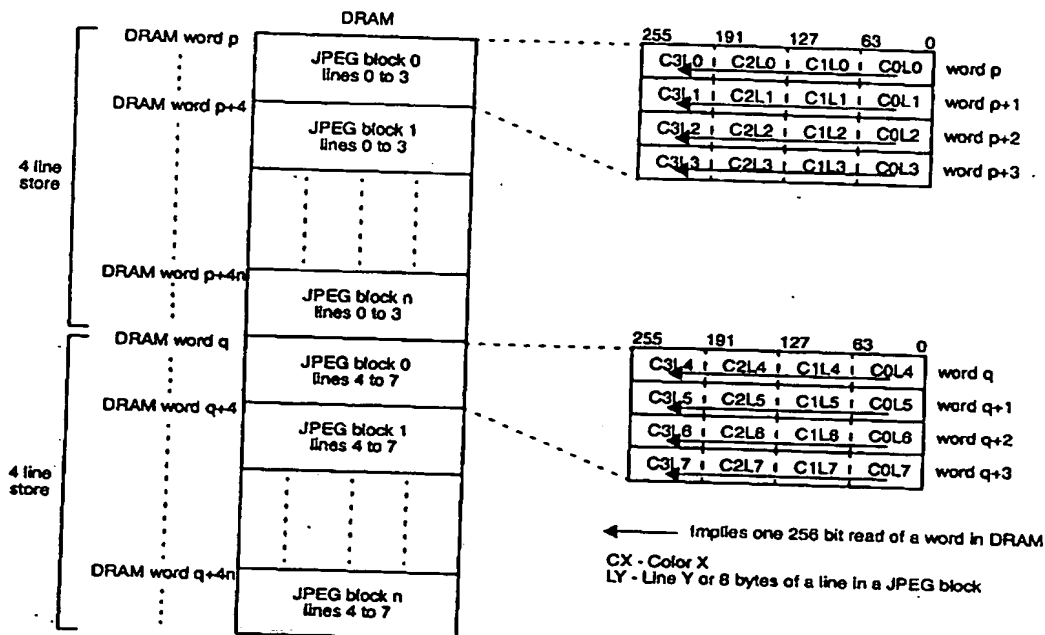 DRAM
DRAM word p
JPEG block 0
lines 0 to 3
DRAM word p+4
JPEG block 1
lines 0 to 3
4 line
store
DRAM word p+4n
JPEG block n
lines 0 to 3
DRAM word q
JPEG block 0
lines 4 to 7
DRAM word q+4
JPEG block 1
lines 4 to 7
4 line
store
DRAM word q+4n
JPEG block n
lines 4 to 7
255 191 127 63 0
C3L0 C2L0 C1L0 C0L0 word p
C3L1 C2L1 C1L1 C0L1 word p+1
C3L2 C2L2 C1L2 C0L2 word p+2
C3L3 C2L3 C1L3 C0L3 word p+3
255 191 127 63 0
C3L4 C2L4 C1L4 C0L4 word q
C3L5 C2L5 C1L5 C0L5 word q+1
C3L6 C2L6 C1L6 C0L6 word q+2
C3L7 C2L7 C1L7 C0L7 word q+3
Implies one 256 bit read of a word in DRAM
CX - Color X
LY - Line Y or 8 bytes of a line in a JPEG block